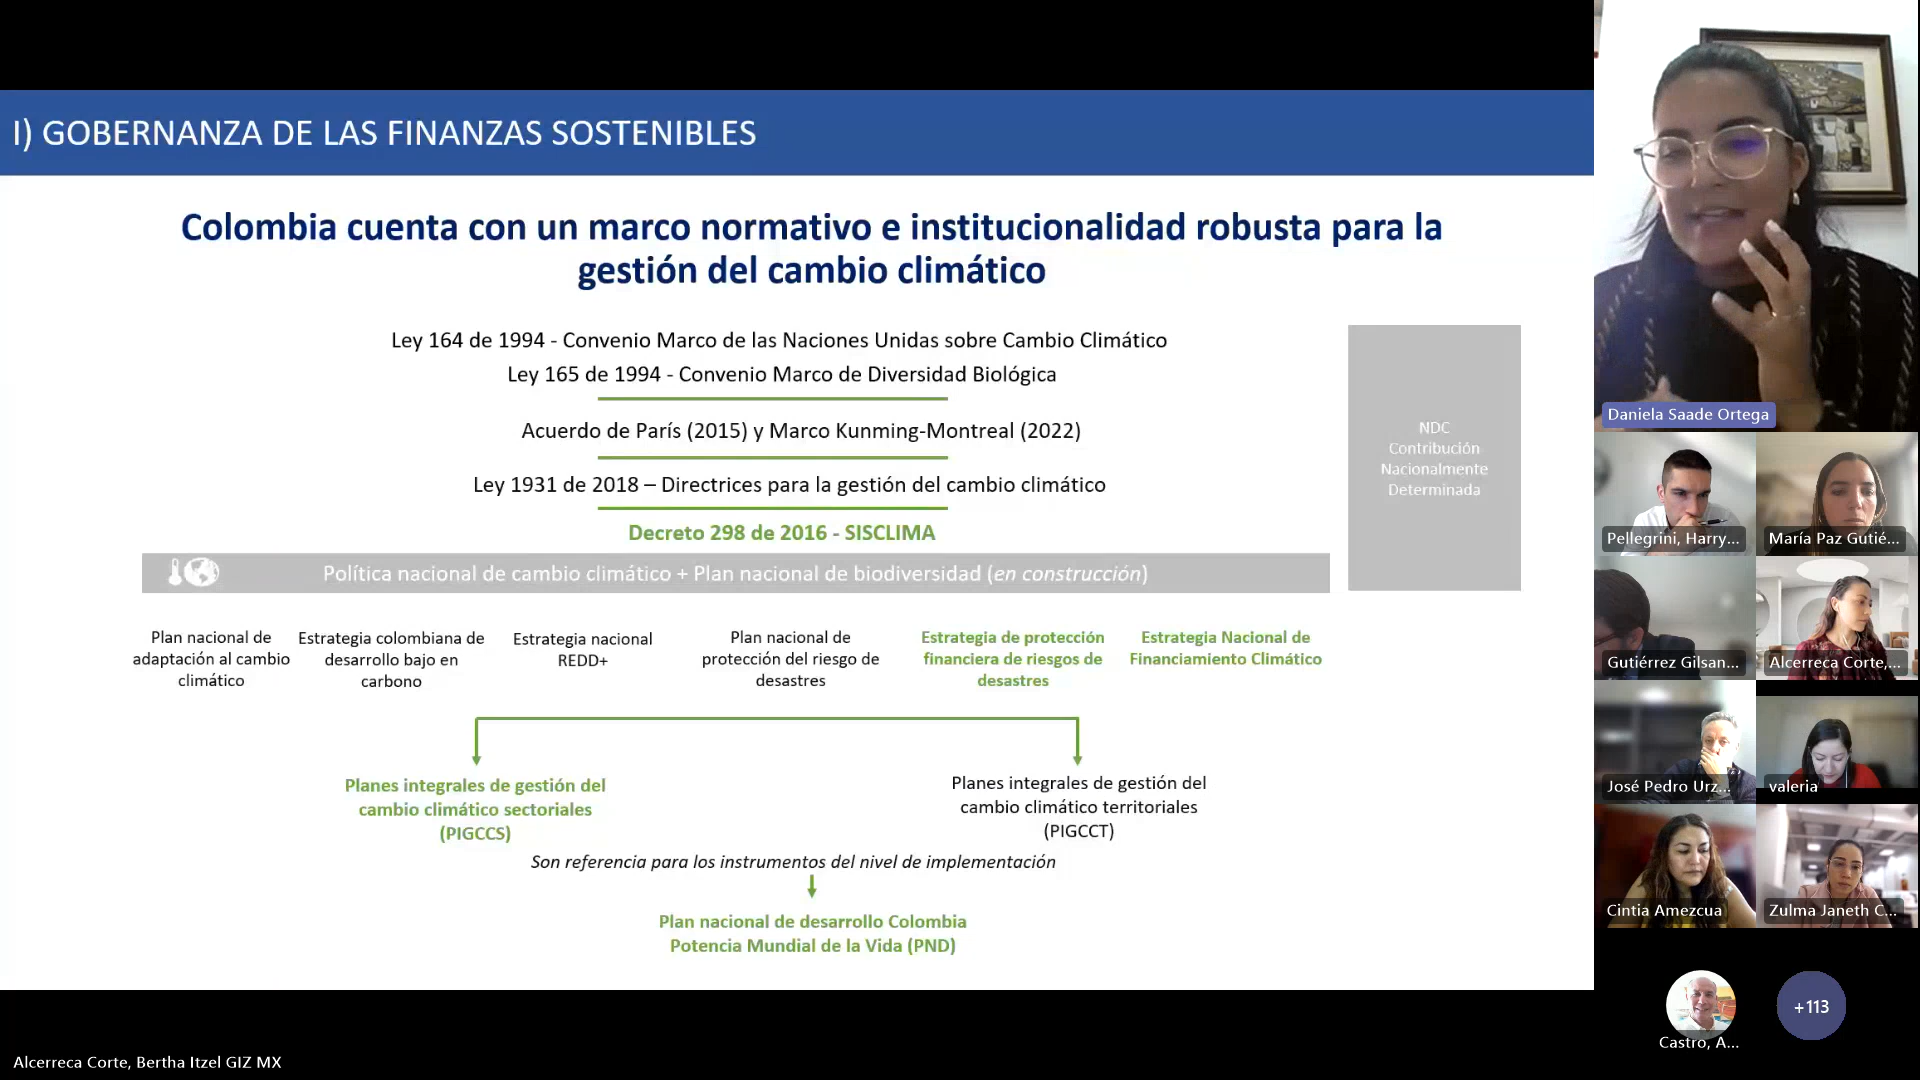 I) GOBERNANZA DE LAS FINANZAS SOSTENIBLES
Colombia cuenta con un marco normativo e institucionalidad robusta para la
gestión del cambio climático
Ley 164 de 1994 - Convenio Marco de las Naciones Unidas sobre Cambio Climático
Ley 165 de 1994 - Convenio Marco de Diversidad Biológica
Acuerdo de París (2015) y Marco Kunming-Montreal (2022)
Ley 1931 de 2018 – Directrices para la gestión del cambio climático
Decreto 298 de 2016 - SISCLIMA
Política nacional de cambio climático + Plan nacional de biodiversidad (en construcción)
NDC
Contribución
Nacionalmente
Determinada
Plan nacional de
adaptación al cambio
climático
Estrategia colombiana de
desarrollo bajo en
carbono
Estrategia nacional
REDD+
Plan nacional de
protección del riesgo de
desastres
Estrategia de protección
financiera de riesgos de
desastres
Estrategia Nacional de
Financiamiento Climático
Planes integrales de gestión del
cambio climático sectoriales
(PIGCCS)
Planes integrales de gestión del
cambio climático territoriales
(PIGCCT)
Son referencia para los instrumentos del nivel de implementación
Plan nacional de desarrollo Colombia
Potencia Mundial de la Vida (PND)
Daniela Saade Ortega
Pellegrini, Harry...
María Paz Gutié...
Gutiérrez Gilsan...
Alcerreca Corte,...
José Pedro Urz...
valeria
Cintia Amezcua
Zulma Janeth C...
Castro, A...
+113
Alcerreca Corte, Bertha Itzel GIZ MX